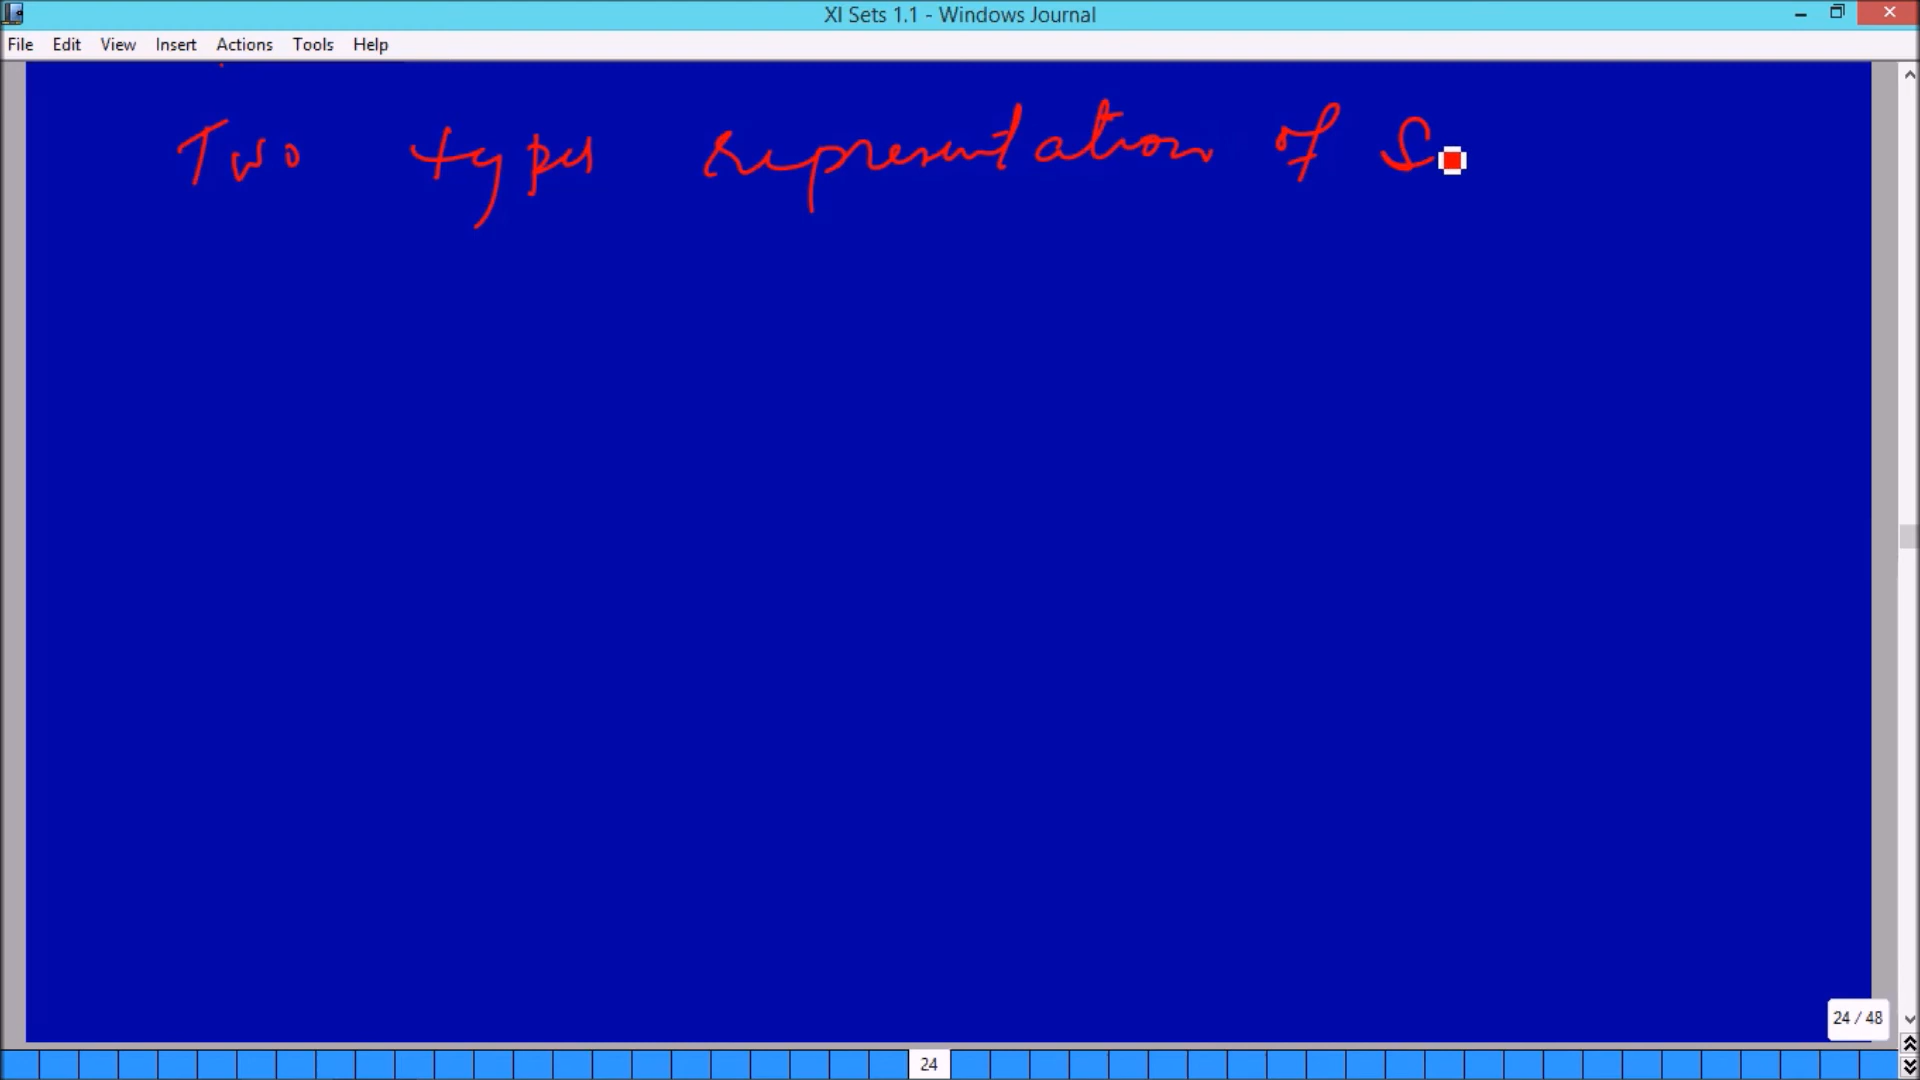 XI Sets 1.1 - Windows Journal
File Edit View Insert Actions Tools Help
Two types representation of S
24 / 48
24